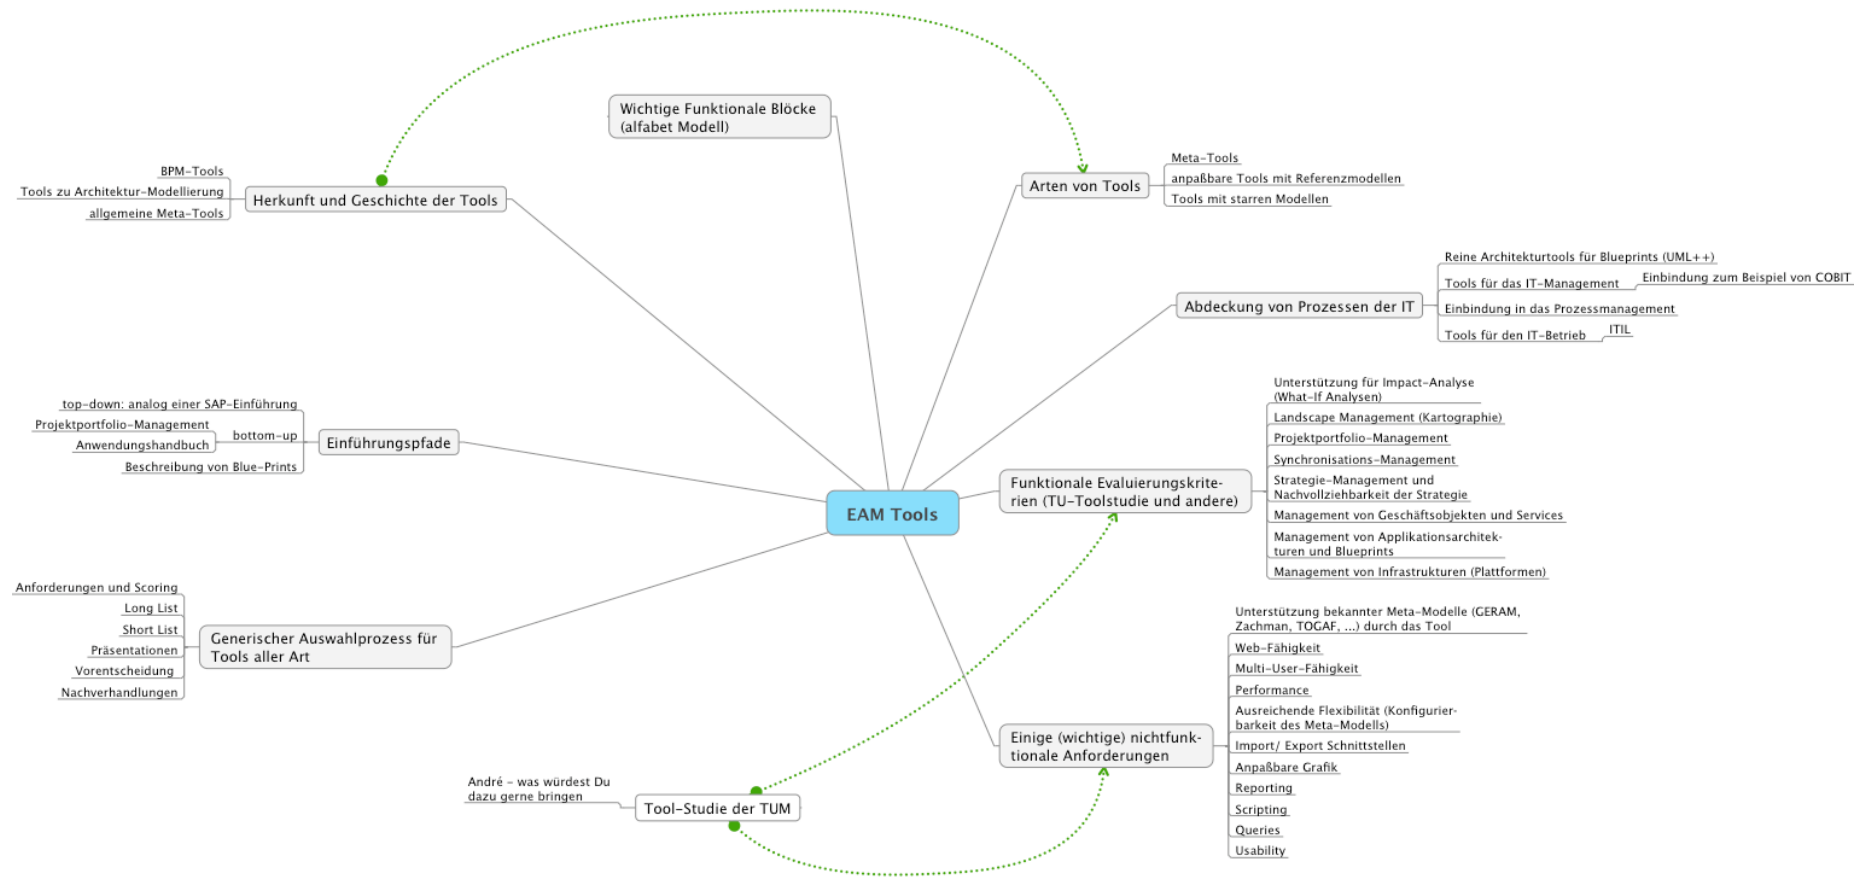 Wichtige Funktionale Blöcke
(alfabet Modell)
BPM-Tools
Tools zu Architektur-Modellierung
allgemeine Meta-Tools
Herkunft und Geschichte der Tools
Arten von Tools
Meta-Tools
anpaßbare Tools mit Referenzmodellen
Tools mit starren Modellen
Abdeckung von Prozessen der IT
Reine Architekturtools für Blueprints (UML++)
Tools für das IT-Management
Einbindung zum Beispiel von COBIT
Einbindung in das Prozessmanagement
Tools für den IT-Betrieb
ITIL
top-down: analog einer SAP-Einführung
Projektportfolio-Management
Anwendungshandbuch
bottom-up
Beschreibung von Blue-Prints
Einführungspfade
EAM Tools
Funktionale Evaluierungskrite-
rien (TU-Toolstudie und andere)
Unterstützung für Impact-Analyse
(What-If Analysen)
Landscape Management (Kartographie)
Projektportfolio-Management
Synchronisations-Management
Strategie-Management und
Nachvollziehbarkeit der Strategie
Management von Geschäftsobjekten und Services
Management von Applikationsarchitek-
turen und Blueprints
Management von Infrastrukturen (Plattformen)
Anforderungen und Scoring
Long List
Short List
Präsentationen
Vorentscheidung
Nachverhandlungen
Generischer Auswahlprozess für
Tools aller Art
Einige (wichtige) nichtfunk-
tionale Anforderungen
Unterstützung bekannter Meta-Modelle (GERAM,
Zachman, TOGAF, ...) durch das Tool
Web-Fähigkeit
Multi-User-Fähigkeit
Performance
Ausreichende Flexibilität (Konfigurier-
barkeit des Meta-Modells)
Import/ Export Schnittstellen
Anpaßbare Grafik
Reporting
Scripting
Queries
Usability
André - was würdest Du
dazu gerne bringen
Tool-Studie der TUM